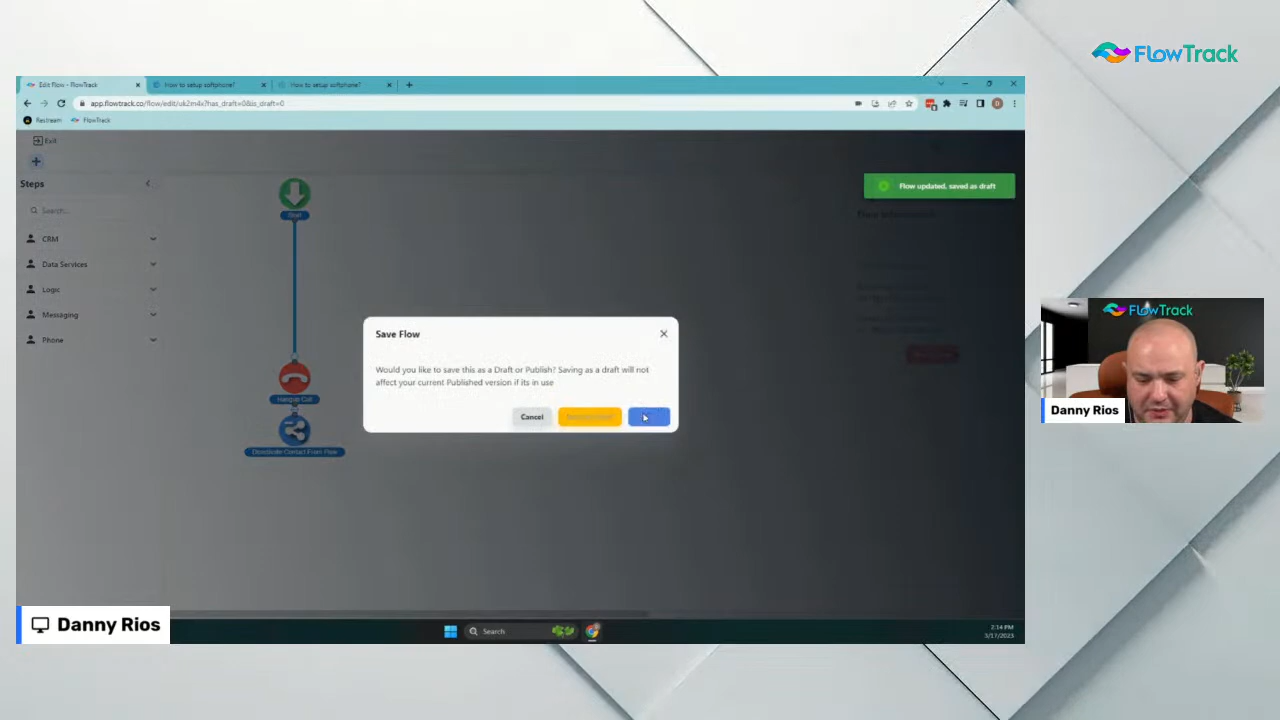 FlowTrack
Edit Flow - FlowTrack
How to setup softphone?
How to setup softphone?
app.flowtrack.co/flow/edit/uk2m4x?has_draft=0&is_draft=0
Restream
FlowTrack
Exit
Steps
Search...
CRM
Data Services
Logic
Messaging
Phone
Start
Hangup Call
Deactivate Contact From Flow
Flow updated, saved as draft
Save Flow
Would you like to save this as a Draft or Publish? Saving as a draft will not
affect your current Published version if its in use
Cancel
FlowTrack
Danny Rios
Danny Rios
Search
2:14 PM
3/17/2023